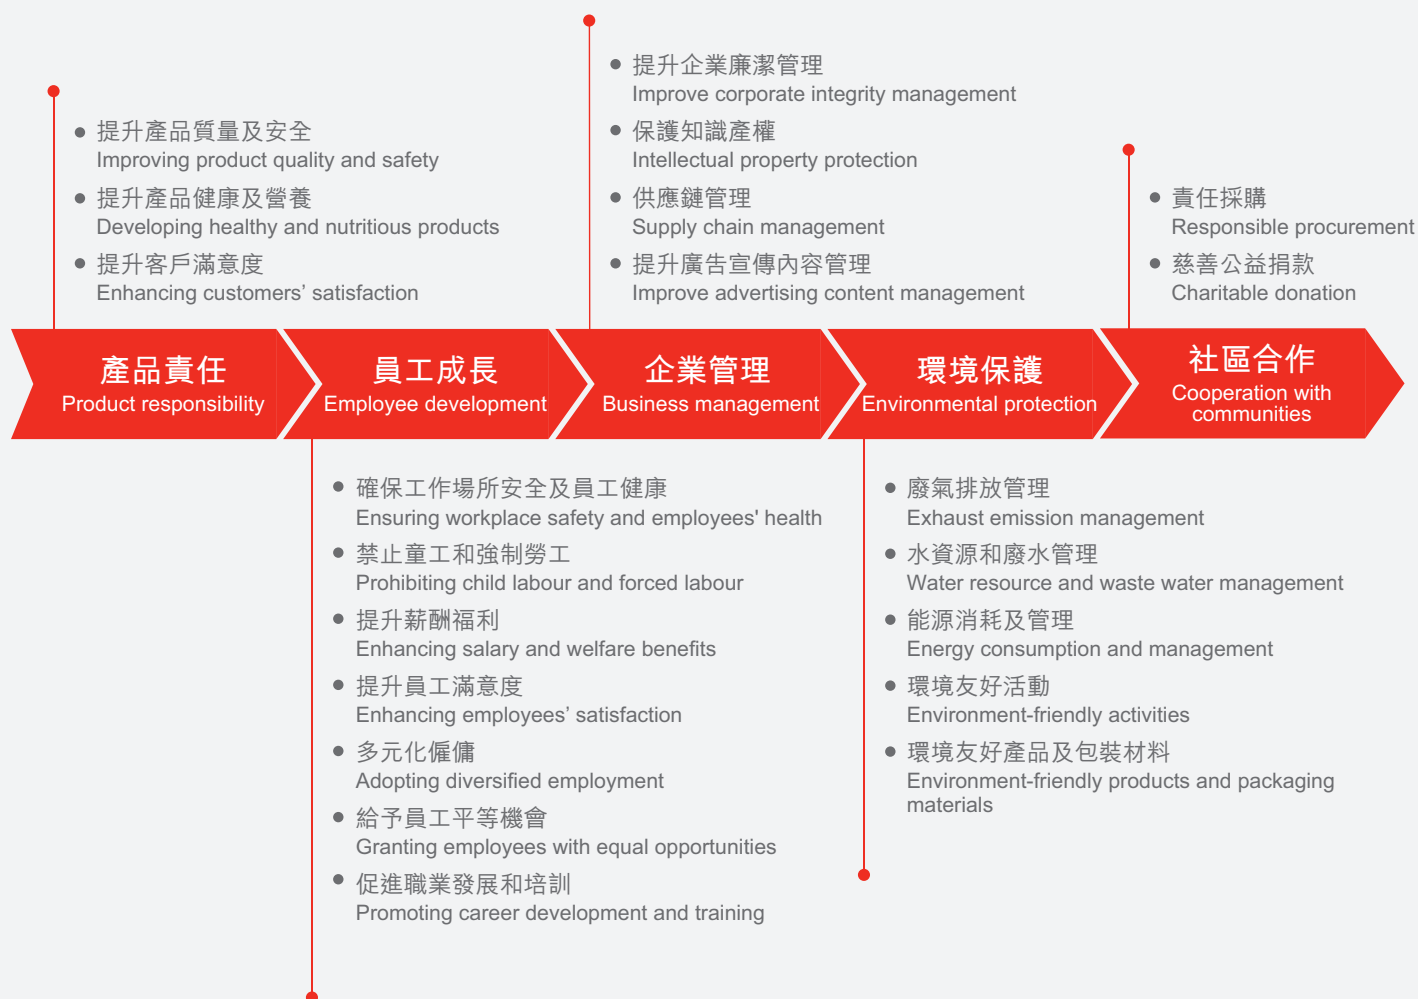 提升產品質量及安全
Improving product quality and safety
提升產品健康及營養
Developing healthy and nutritious products
提升客戶滿意度
Enhancing customers’ satisfaction
提升企業廉潔管理
Improve corporate integrity management
保護知識產權
Intellectual property protection
供應鏈管理
Supply chain management
提升廣告宣傳內容管理
Improve advertising content management
責任採購
Responsible procurement
慈善公益捐款
Charitable donation
產品責任
Product responsibility
員工成長
Employee development
企業管理
Business management
環境保護
Environmental protection
社區合作
Cooperation with
communities
確保工作場所安全及員工健康
Ensuring workplace safety and employees' health
禁止童工和強制勞工
Prohibiting child labour and forced labour
提升薪酬福利
Enhancing salary and welfare benefits
提升員工滿意度
Enhancing employees’ satisfaction
多元化僱傭
Adopting diversified employment
給予員工平等機會
Granting employees with equal opportunities
促進職業發展和培訓
Promoting career development and training
廢氣排放管理
Exhaust emission management
水資源和廢水管理
Water resource and waste water management
能源消耗及管理
Energy consumption and management
環境友好活動
Environment-friendly activities
環境友好產品及包裝材料
Environment-friendly products and packaging
materials